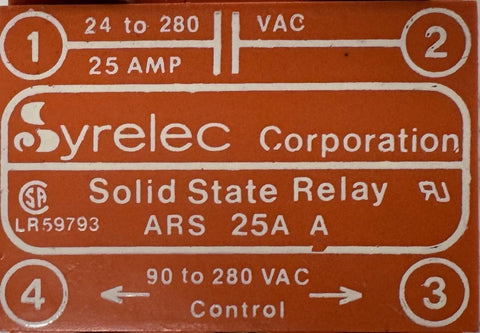 1 24 to 280 VAC 2
25 AMP
Syrelec Corporation
Solid State Relay
LR59793 ARS 25A A
4 90 to 280 VAC 3
Control